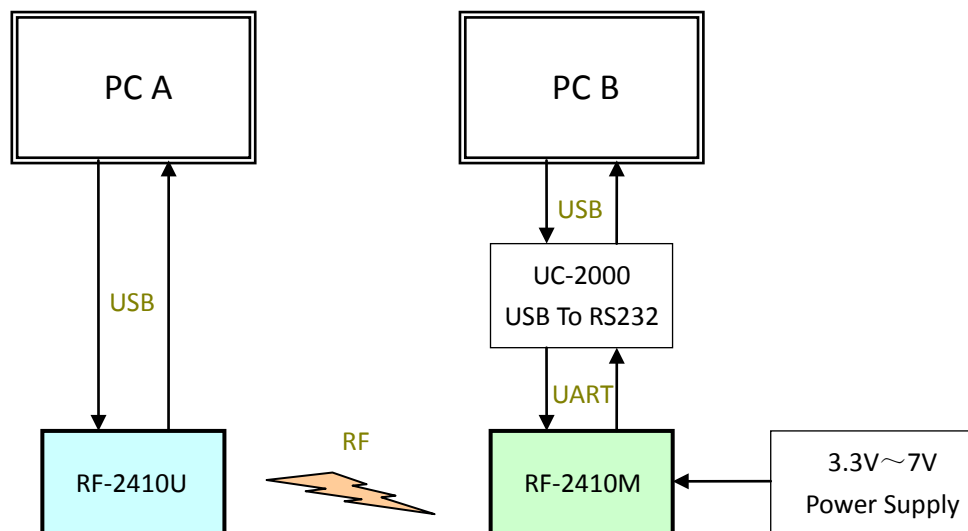 PC A
PC B
USB
UC-2000
USB To RS232
USB
UART
RF
RF-2410U
RF-2410M
3.3V～7V
Power Supply